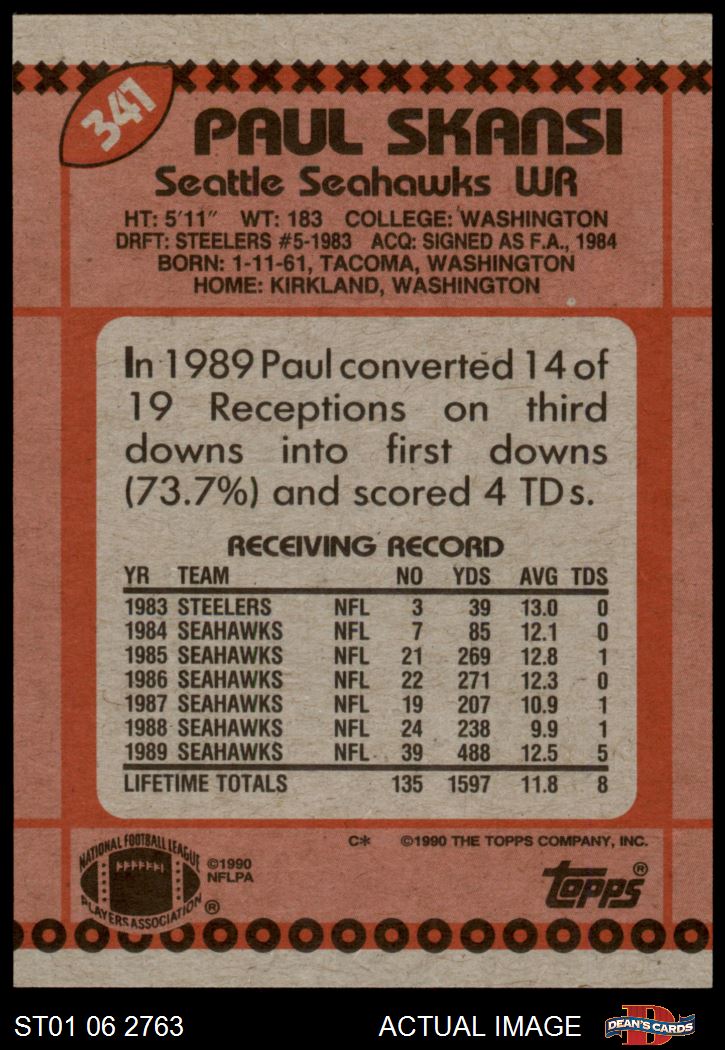 341
PAUL SKANSI
Seattle Seahawks WR
HT: 5'11" WT: 183 COLLEGE: WASHINGTON
DRFT: STEELERS #5-1983 ACQ: SIGNED AS F.A., 1984
BORN: 1-11-61, TACOMA, WASHINGTON
HOME: KIRKLAND, WASHINGTON
In 1989 Paul converted 14 of
19 Receptions on third
downs into first downs
(73.7%) and scored 4 TDs.
RECEIVING RECORD
YR TEAM NO YDS AVG TDS
1983 STEELERS NFL 3 39 13.0 0
1984 SEAHAWKS NFL 7 85 12.1 0
1985 SEAHAWKS NFL 21 269 12.8 1
1986 SEAHAWKS NFL 22 271 12.3 0
1987 SEAHAWKS NFL 19 207 10.9 1
1988 SEAHAWKS NFL 24 238 9.9 1
1989 SEAHAWKS NFL 39 488 12.5 5
LIFETIME TOTALS 135 1597 11.8 8
C* ©1990 THE TOPPS COMPANY, INC.
NATIONAL FOOTBALL LEAGUE
PLAYERS ASSOCIATION ®
©1990
NFLPA
topps®
ST01 06 2763 ACTUAL IMAGE
D
DEAN'S CARDS